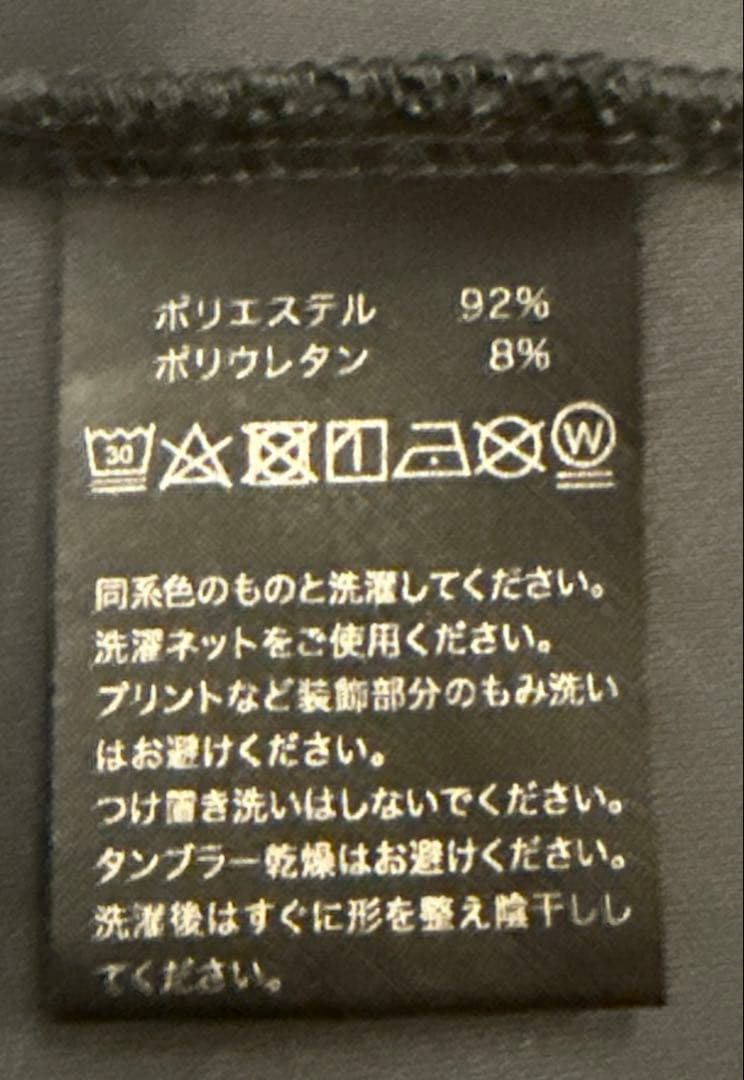 ポリエステル 92%
ポリウレタン 8%
30 W
同系色のものと洗濯してください。
洗濯ネットをご使用ください。
プリントなど装飾部分のもみ洗い
はお避けください。
つけ置き洗いはしないでください。
タンブラー乾燥はお避けください。
洗濯後はすぐに形を整え陰干しし
てください。